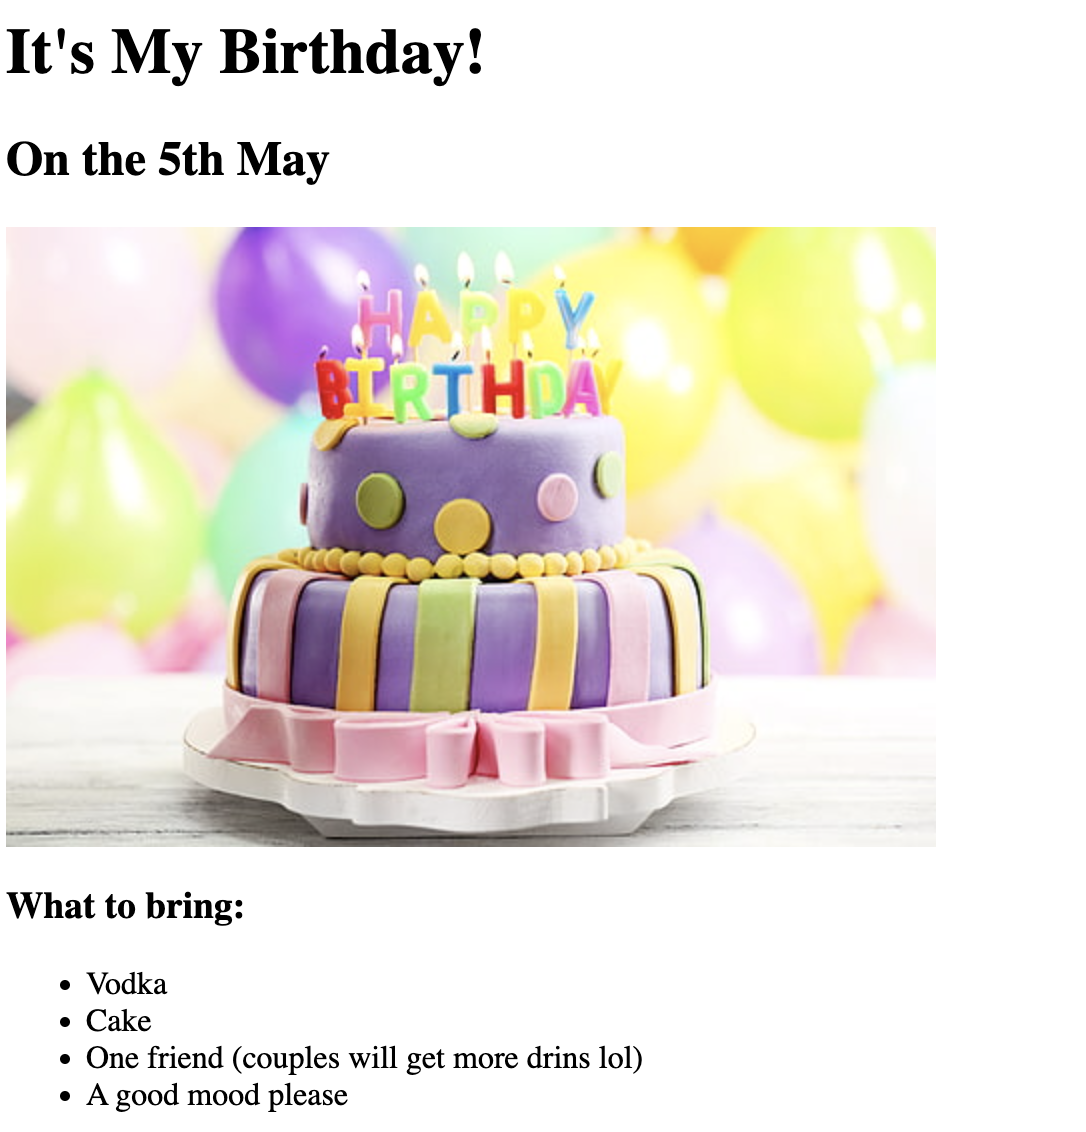 It's My Birthday!
On the 5th May
HAPPY
BIRTHDAY
What to bring:
Vodka
Cake
One friend (couples will get more drins lol)
A good mood please